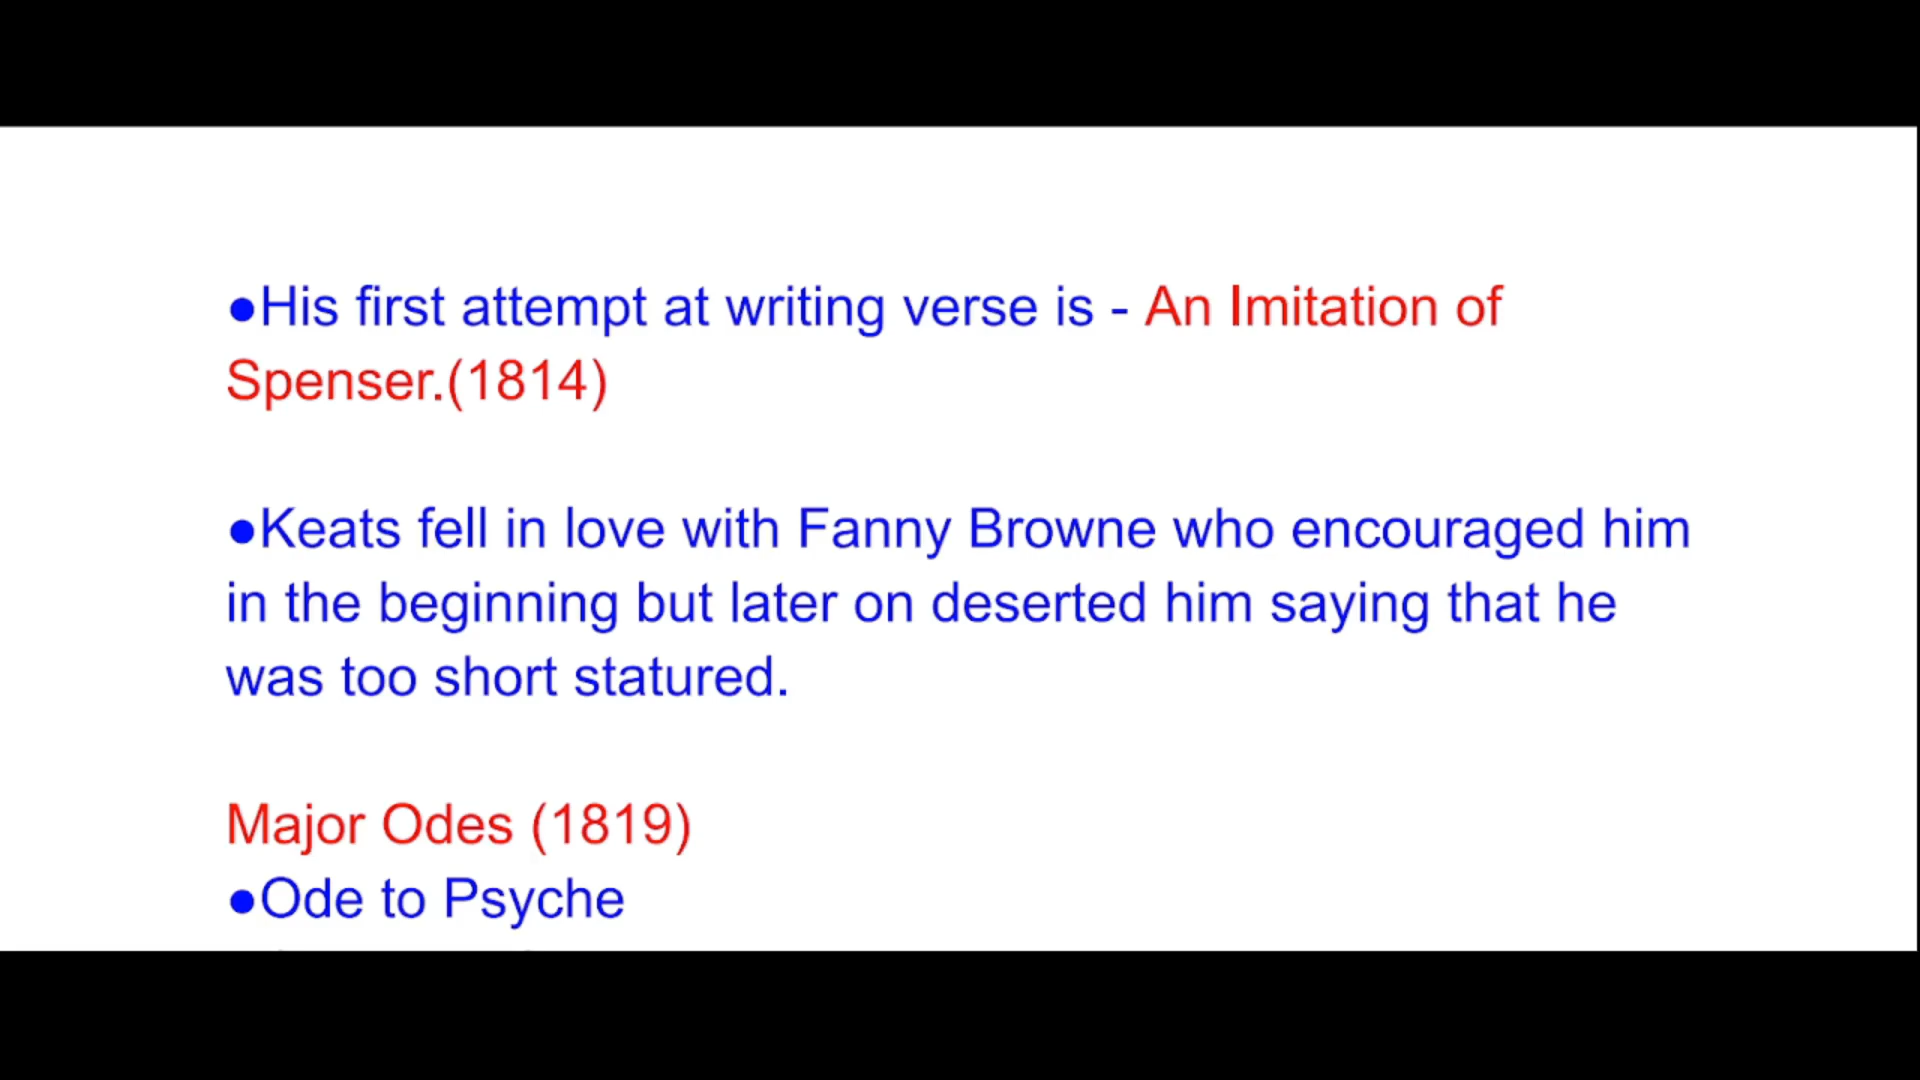 ●His first attempt at writing verse is - An Imitation of
Spenser.(1814)
●Keats fell in love with Fanny Browne who encouraged him
in the beginning but later on deserted him saying that he
was too short statured.
Major Odes (1819)
●Ode to Psyche